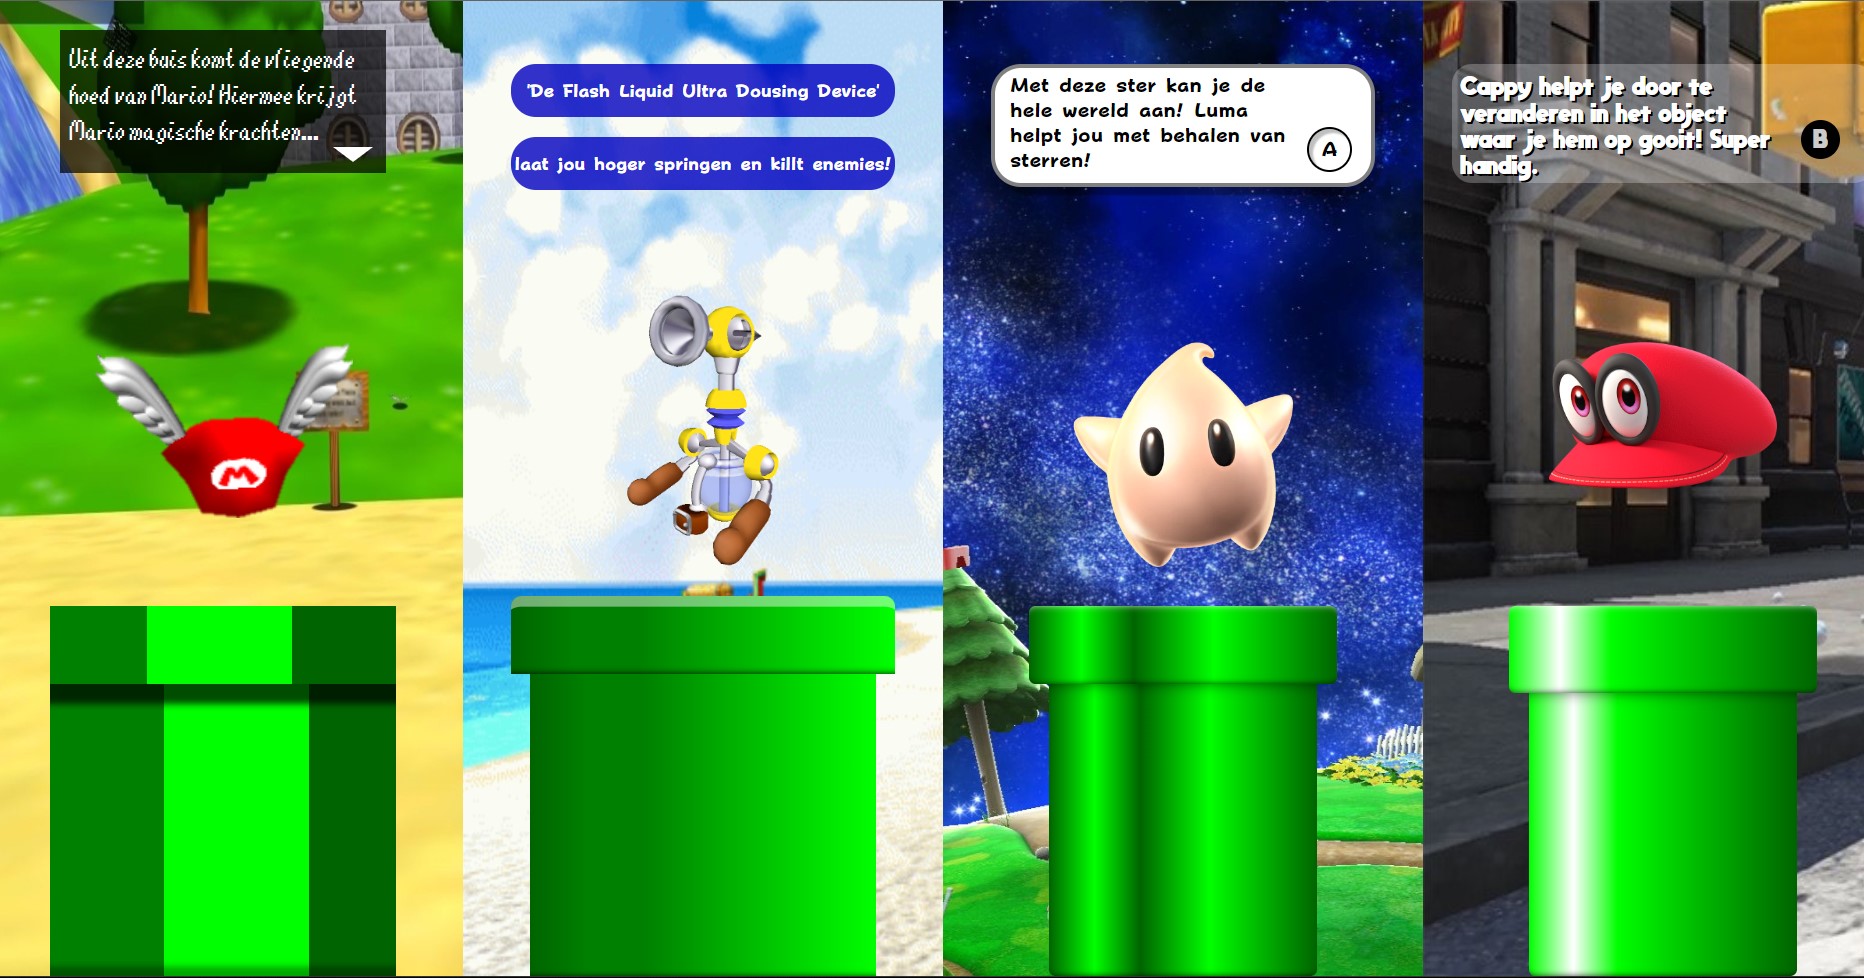 Uit deze buis komt de vliegende
hoed van Mario! Hiermee krijgt
Mario magische krachten...
'De Flash Liquid Ultra Dousing Device'
laat jou hoger springen en killt enemies!
Met deze ster kan je de
hele wereld aan! Luma
helpt jou met behalen van
sterren!
A
Cappy helpt je door te
veranderen in het object
waar je hem op gooit! Super
handig.
B
M